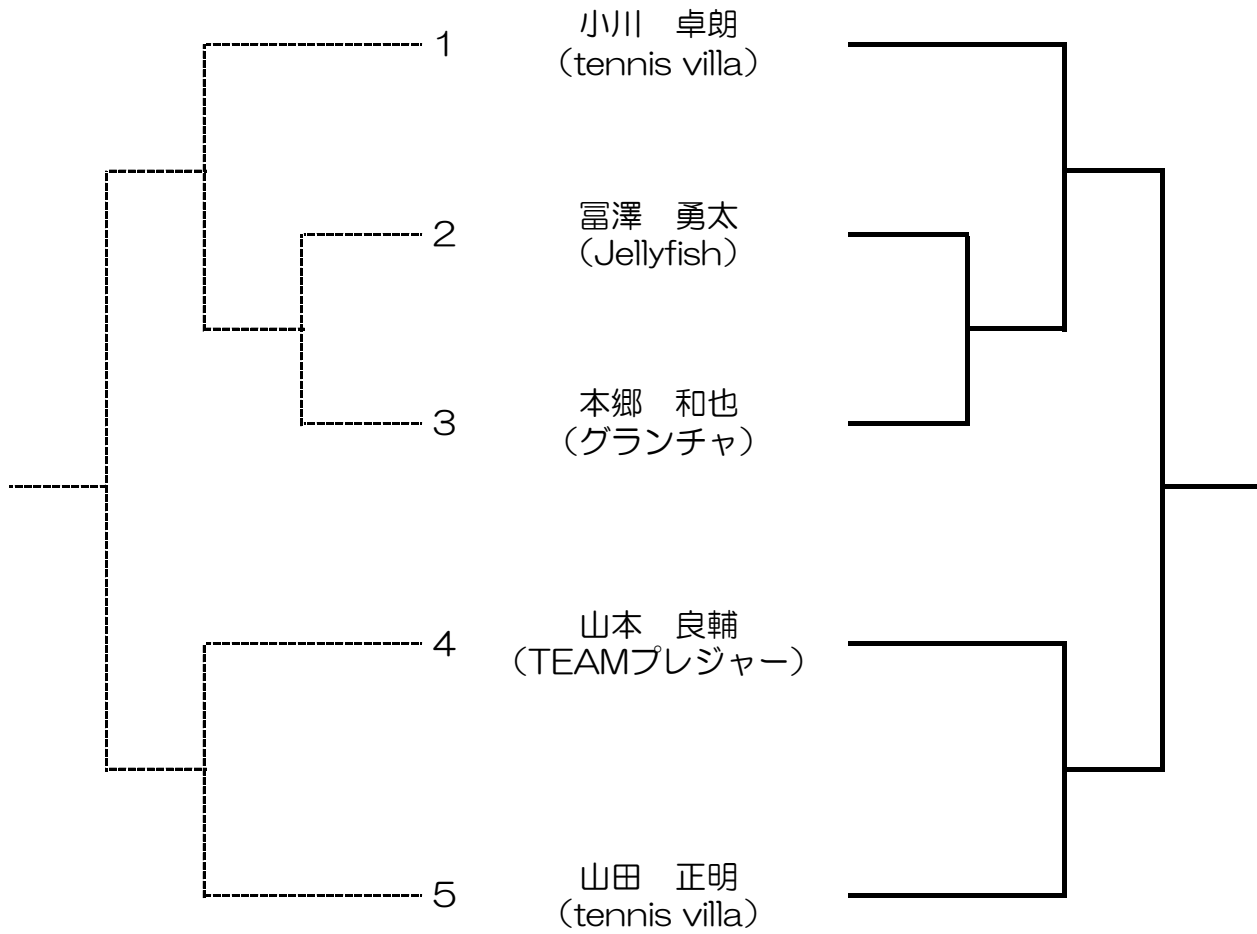 1
小川　卓朗
（tennis villa）
2
冨澤　勇太
（Jellyfish）
3
本郷　和也
（グランチャ）
4
山本　良輔
（TEAMプレジャー）
5
山田　正明
（tennis villa）